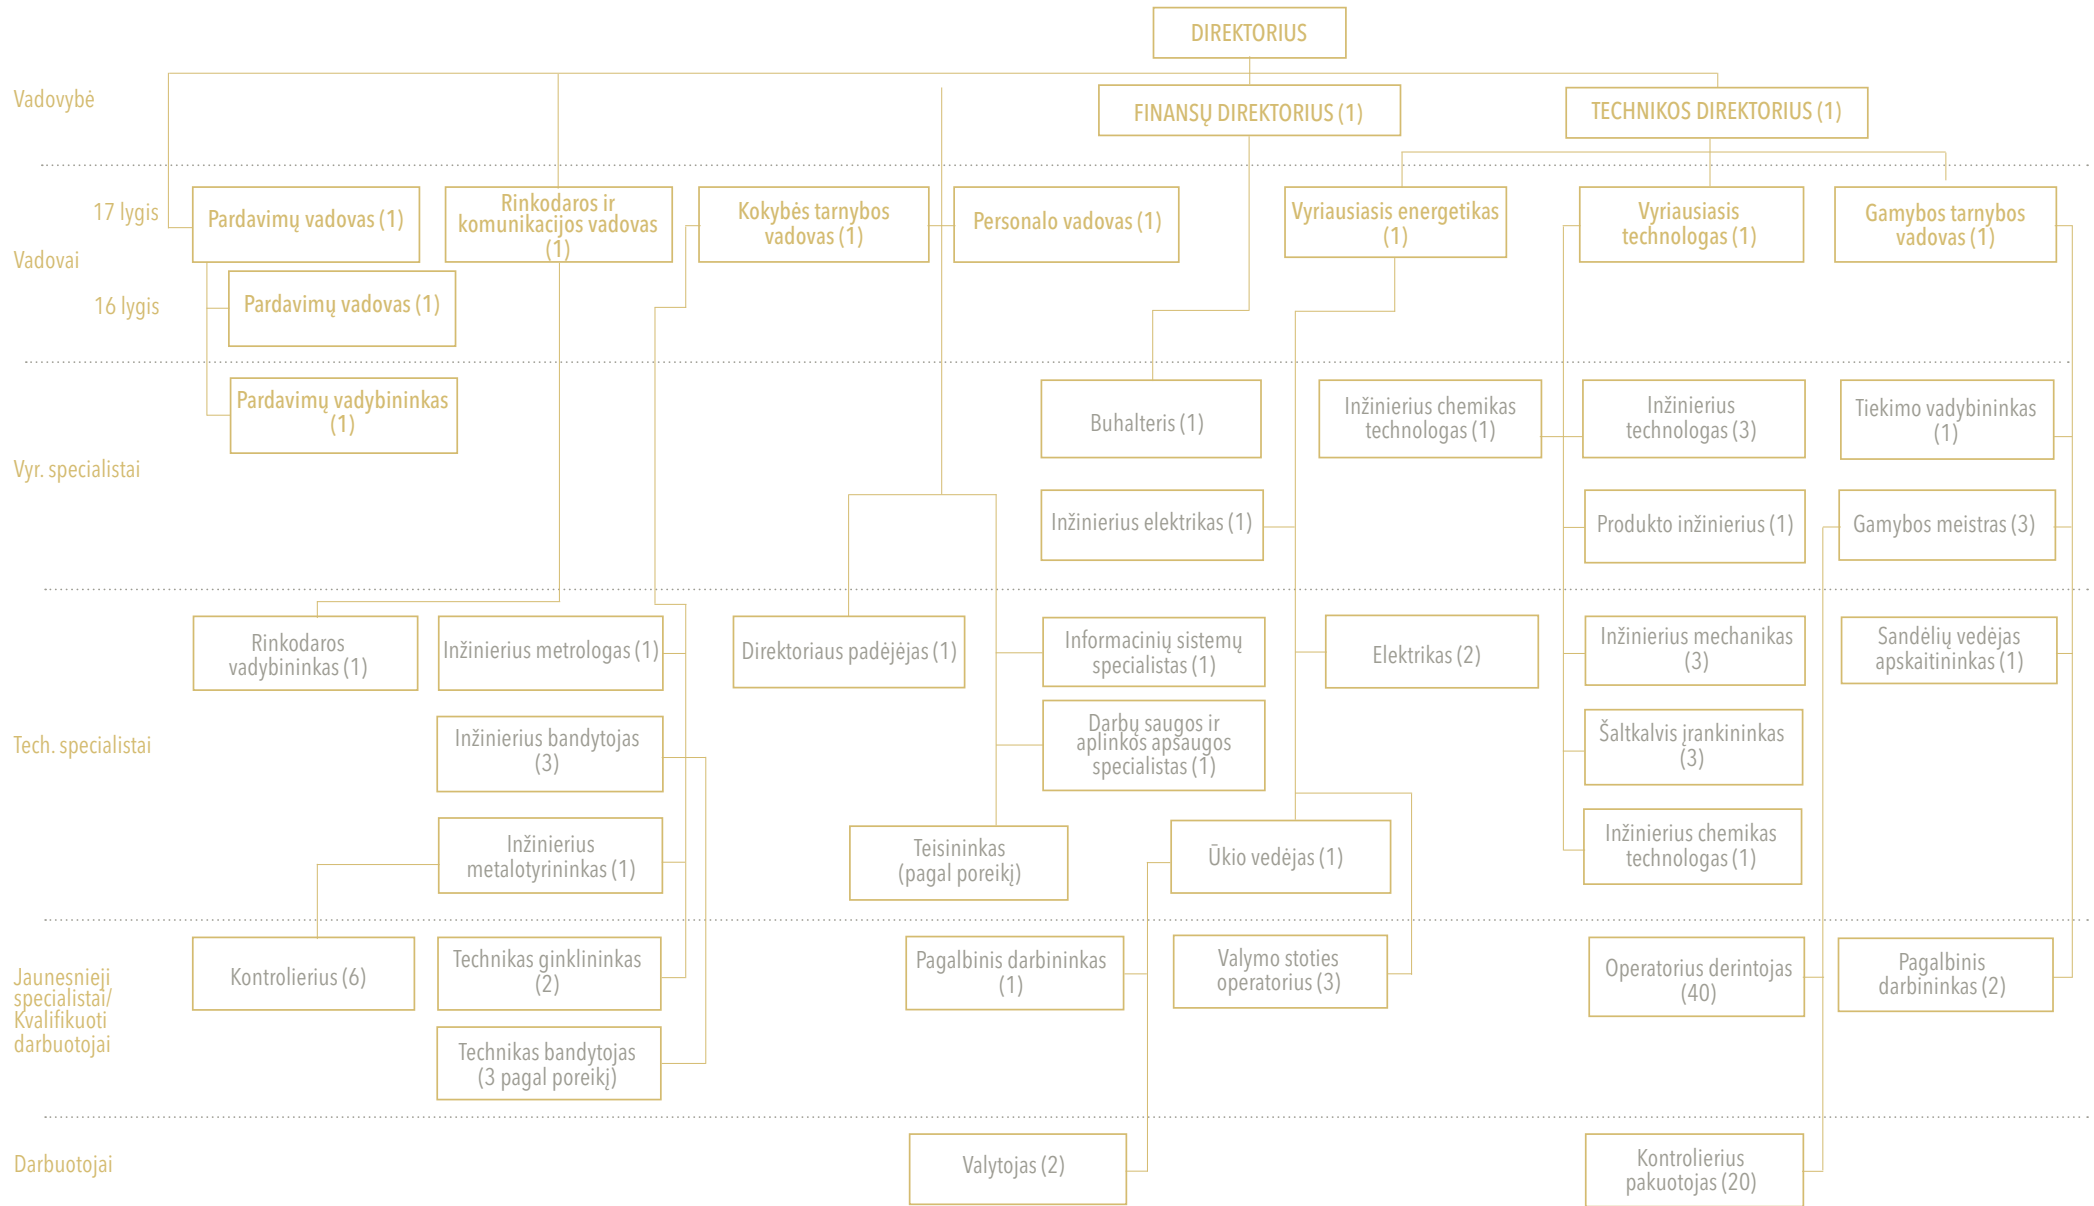 DIREKTORIUS
Vadovybė
FINANSŲ DIREKTORIUS (1)
TECHNIKOS DIREKTORIUS (1)
17 lygis
Vadovai
16 lygis
Pardavimų vadovas (1)
Rinkodaros ir
komunikacijos vadovas
(1)
Kokybės tarnybos
vadovas (1)
Personalo vadovas (1)
Vyriausiasis energetikas
(1)
Vyriausiasis
technologas (1)
Gamybos tarnybos
vadovas (1)
Pardavimų vadovas (1)
Vyr. specialistai
Pardavimų vadybininkas
(1)
Buhalteris (1)
Inžinierius chemikas
technologas (1)
Inžinierius
technologas (3)
Tiekimo vadybininkas
(1)
Inžinierius elektrikas (1)
Produkto inžinierius (1)
Gamybos meistras (3)
Tech. specialistai
Rinkodaros
vadybininkas (1)
Inžinierius metrologas (1)
Direktoriaus padėjėjas (1)
Informacinių sistemų
specialistas (1)
Elektrikas (2)
Inžinierius mechanikas
(3)
Sandėlių vedėjas
apskaitininkas (1)
Inžinierius bandytojas
(3)
Darbų saugos ir
aplinkos apsaugos
specialistas (1)
Šaltkalvis įrankininkas
(3)
Inžinierius
metalotyrininkas (1)
Teisininkas
(pagal poreikį)
Ūkio vedėjas (1)
Inžinierius chemikas
technologas (1)
Jaunesnieji
specialistai/
Kvalifikuoti
darbuotojai
Kontrolierius (6)
Technikas ginklininkas
(2)
Pagalbinis darbininkas
(1)
Valymo stoties
operatorius (3)
Operatorius derintojas
(40)
Pagalbinis
darbininkas (2)
Technikas bandytojas
(3 pagal poreikį)
Darbuotojai
Valytojas (2)
Kontrolierius
pakuotojas (20)